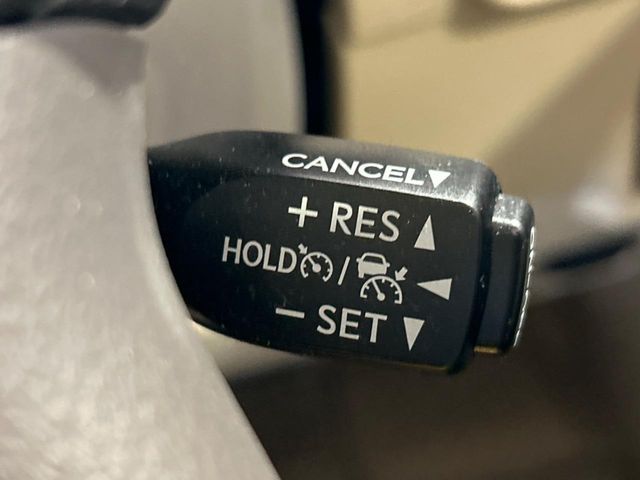 CANCEL▼
+ RES ▲
HOLD / ◀
− SET ▼